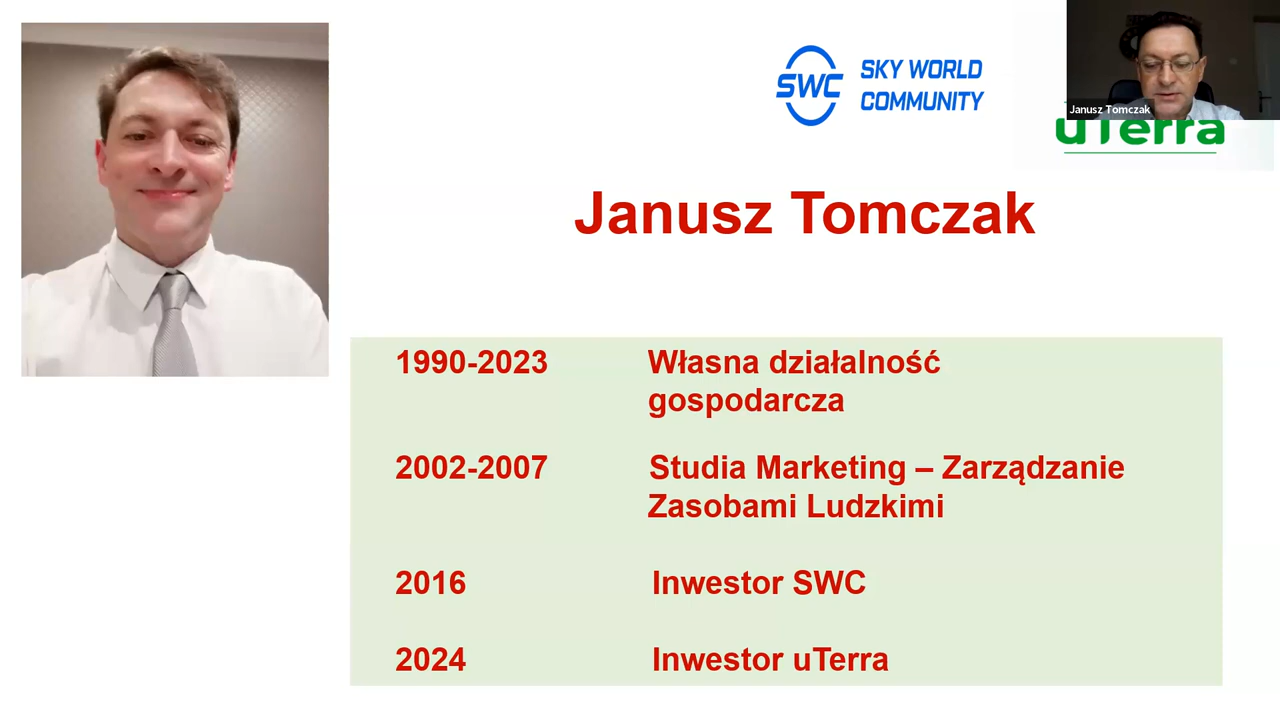 SWC
SKY WORLD
COMMUNITY
Janusz Tomczak
uTerra
Janusz Tomczak
1990-2023 Własna działalność
gospodarcza
2002-2007 Studia Marketing – Zarządzanie
Zasobami Ludzkimi
2016 Inwestor SWC
2024 Inwestor uTerra